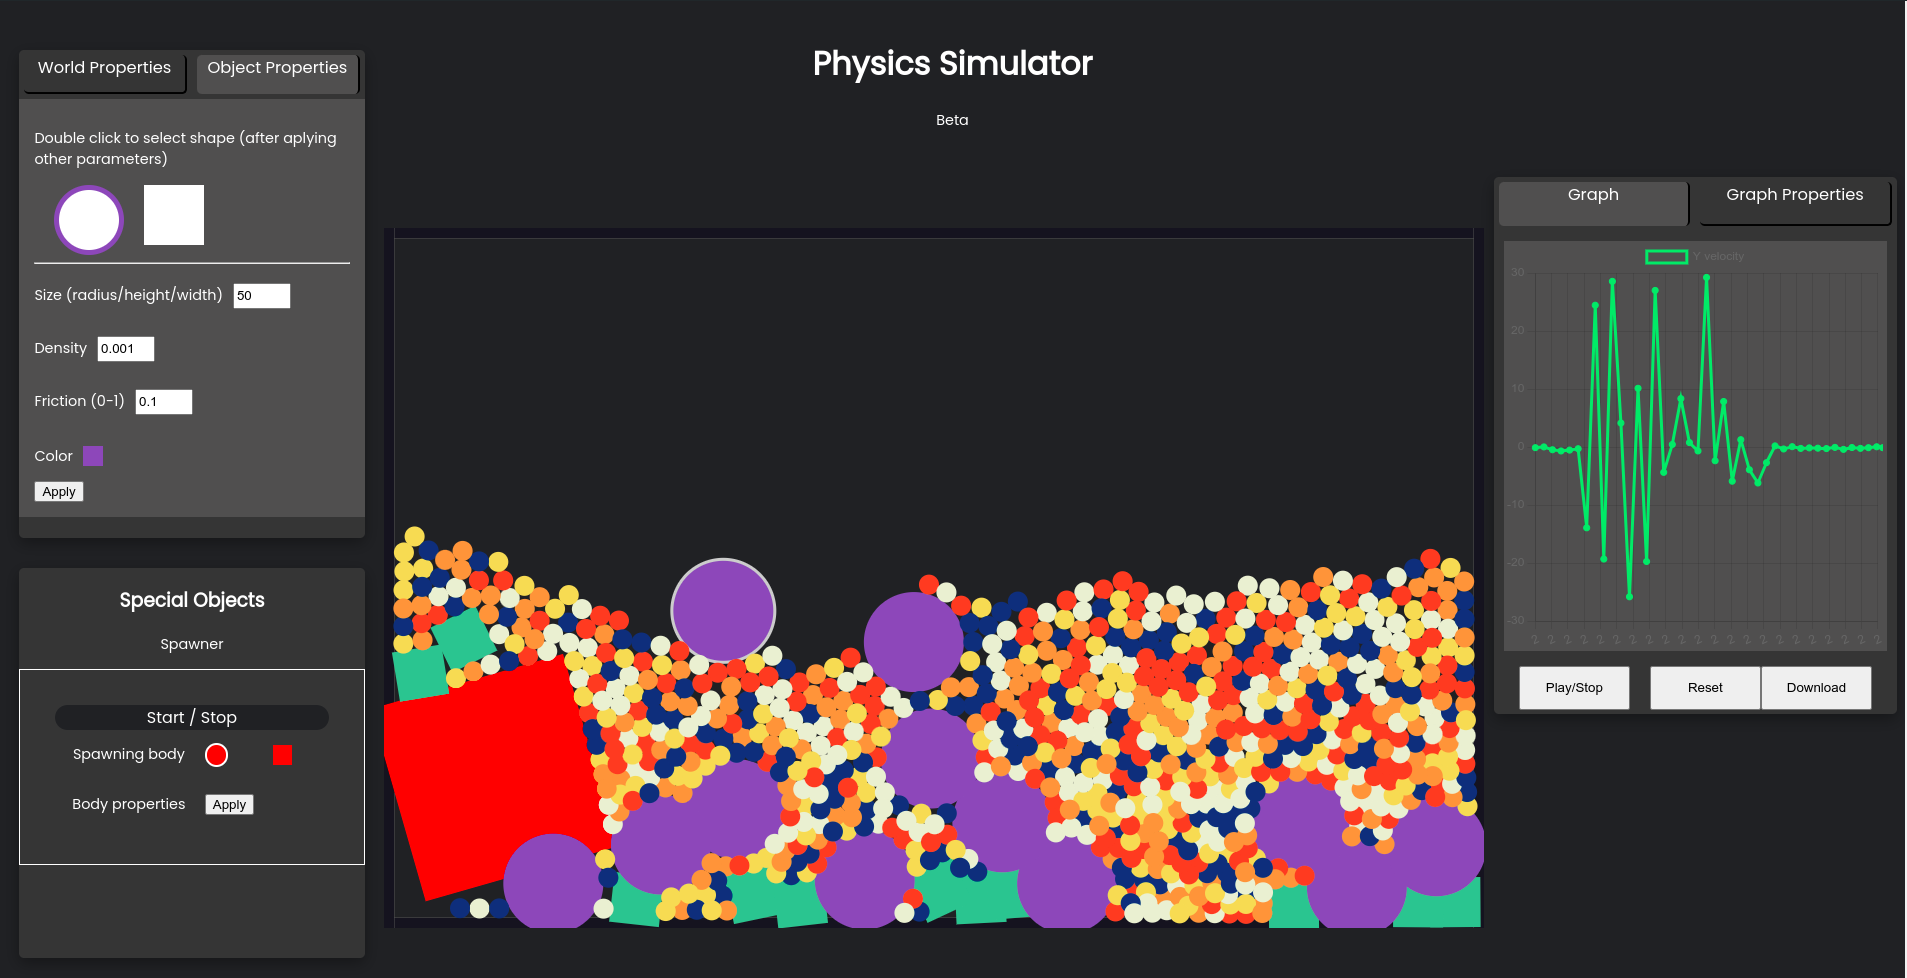 Physics Simulator
Beta
World Properties
Object Properties
Double click to select shape (after aplying
other parameters)
Size (radius/height/width) 50
Density 0.001
Friction (0-1) 0.1
Color
Apply
Special Objects
Spawner
Start / Stop
Spawning body
Body properties Apply
Graph
Graph Properties
Y velocity
30
20
10
0
-10
-20
-30
Play/Stop
Reset
Download